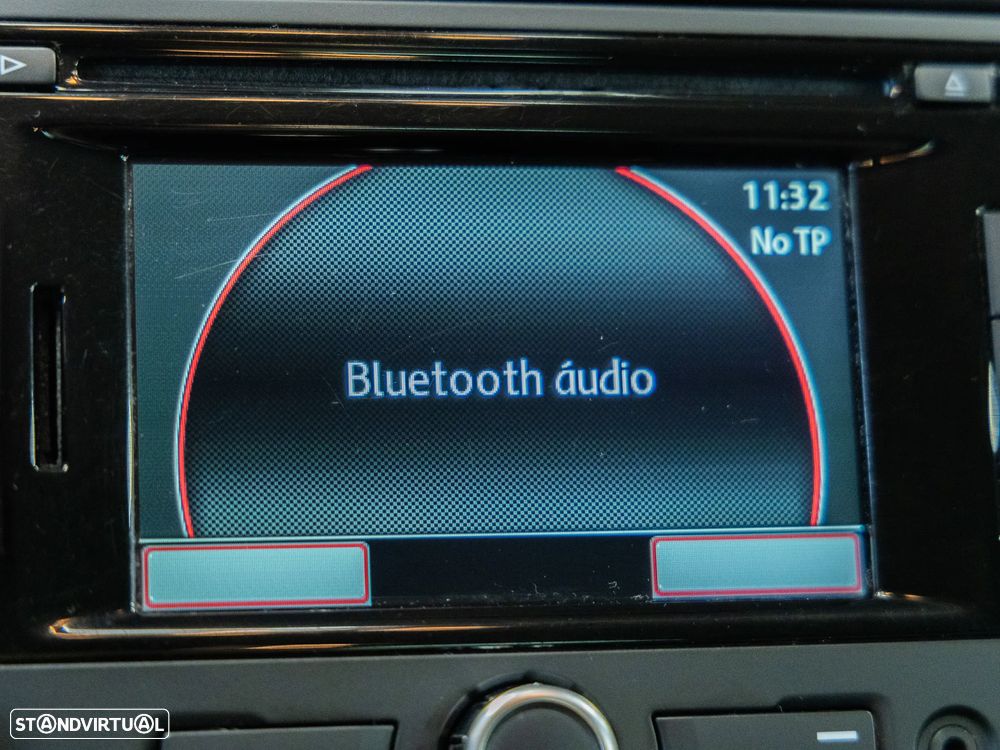 11:32
No TP
Bluetooth áudio
STANDVIRTUAL